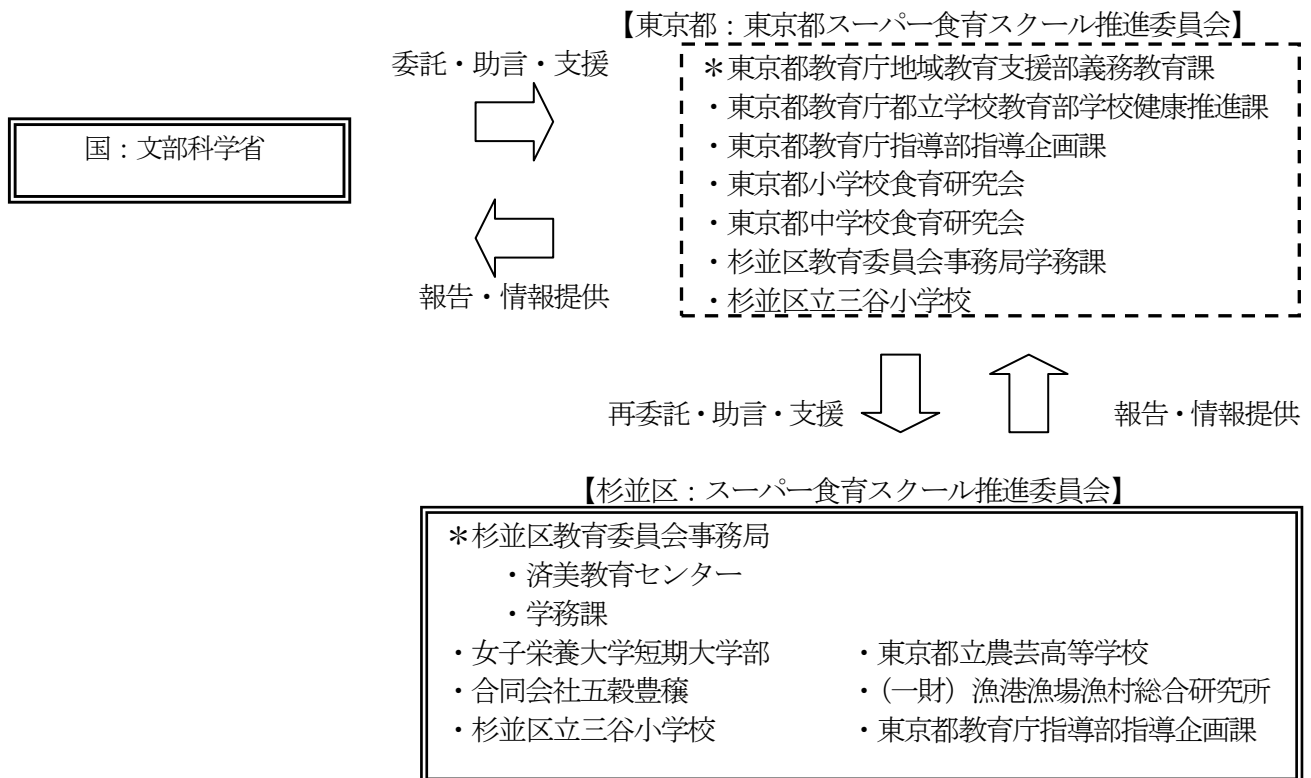 【東京都：東京都スーパー食育スクール推進委員会】
委託・助言・支援
＊東京都教育庁地域教育支援部義務教育課
・東京都教育庁都立学校教育部学校健康推進課
国：文部科学省
・東京都教育庁指導部指導企画課
・東京都小学校食育研究会
・東京都中学校食育研究会
・杉並区教育委員会事務局学務課
報告・情報提供
・杉並区立三谷小学校
再委託・助言・支援
報告・情報提供
【杉並区：スーパー食育スクール推進委員会】
＊杉並区教育委員会事務局
・済美教育センター
・学務課
・女子栄養大学短期大学部 ・東京都立農芸高等学校
・合同会社五穀豊穣 ・（一財）漁港漁場漁村総合研究所
・杉並区立三谷小学校 ・東京都教育庁指導部指導企画課